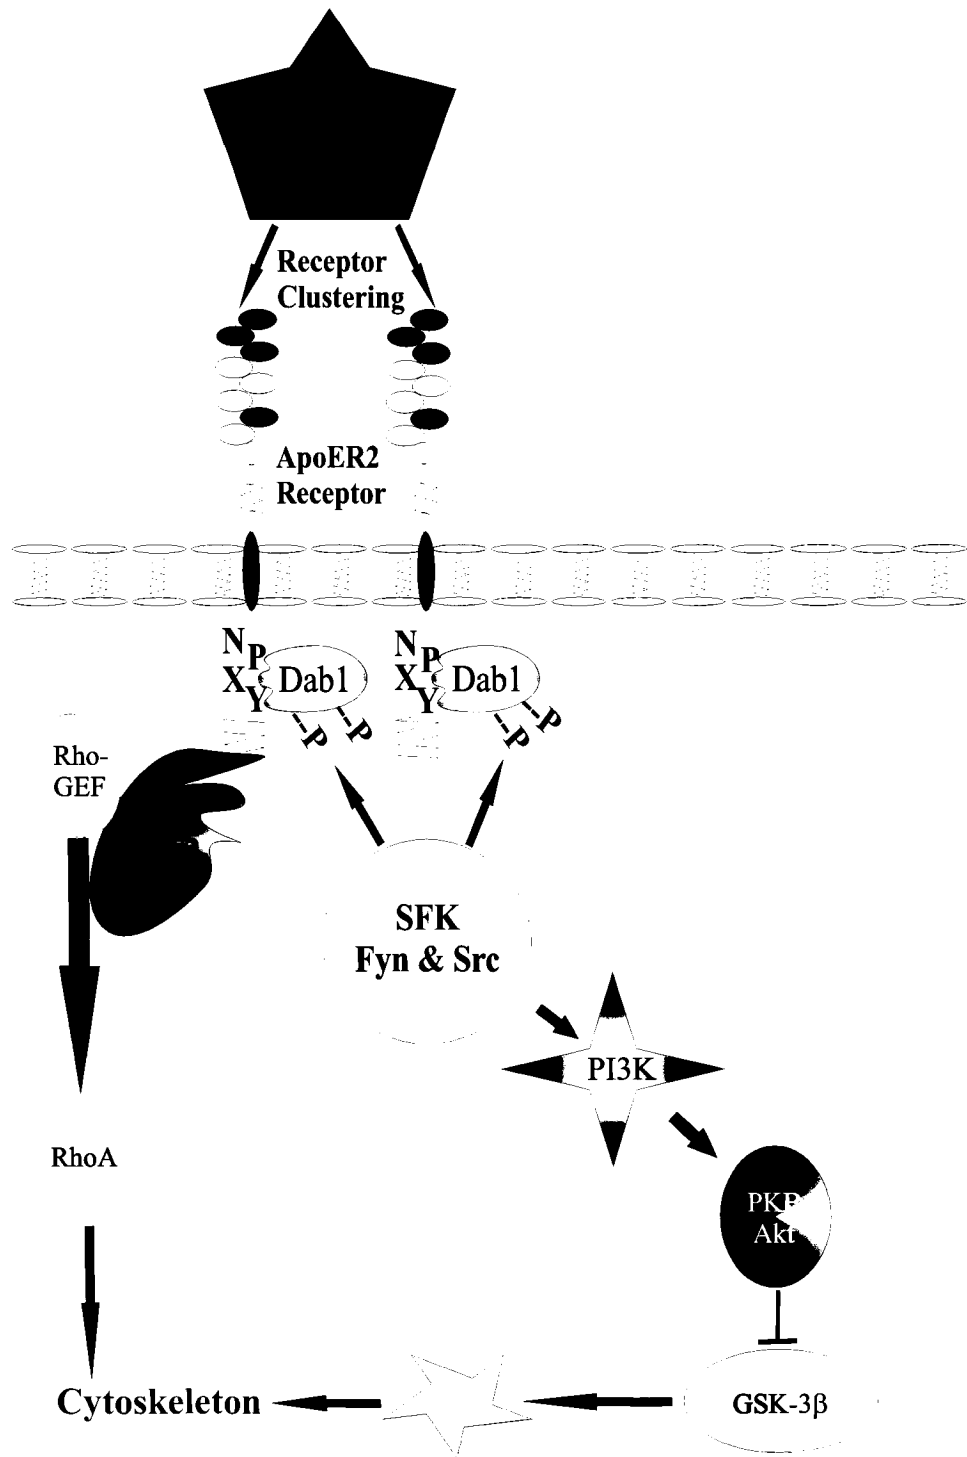 Receptor
Clustering
ApoER2
Receptor
N
P
X
Y
Dab1
P
P
N
P
X
Y
Dab1
P
P
Rho-
GEF
SFK
Fyn & Src
PI3K
RhoA
PKB
Akt
Cytoskeleton
GSK-3β